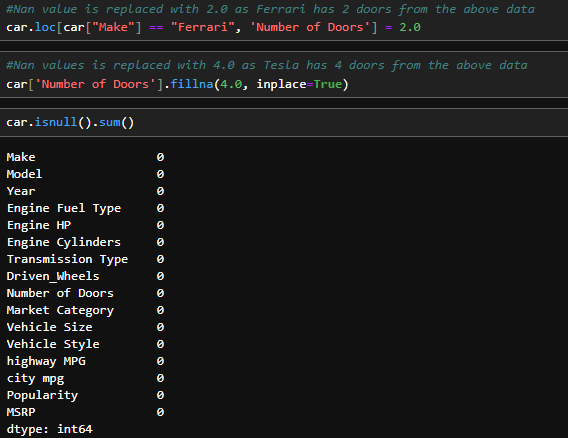 #Nan value is replaced with 2.0 as Ferrari has 2 doors from the above data
car.loc[car["Make"] == "Ferrari", 'Number of Doors'] = 2.0
#Nan values is replaced with 4.0 as Tesla has 4 doors from the above data
car['Number of Doors'].fillna(4.0, inplace=True)
car.isnull().sum()
Make 0
Model 0
Year 0
Engine Fuel Type 0
Engine HP 0
Engine Cylinders 0
Transmission Type 0
Driven_Wheels 0
Number of Doors 0
Market Category 0
Vehicle Size 0
Vehicle Style 0
highway MPG 0
city mpg 0
Popularity 0
MSRP 0
dtype: int64